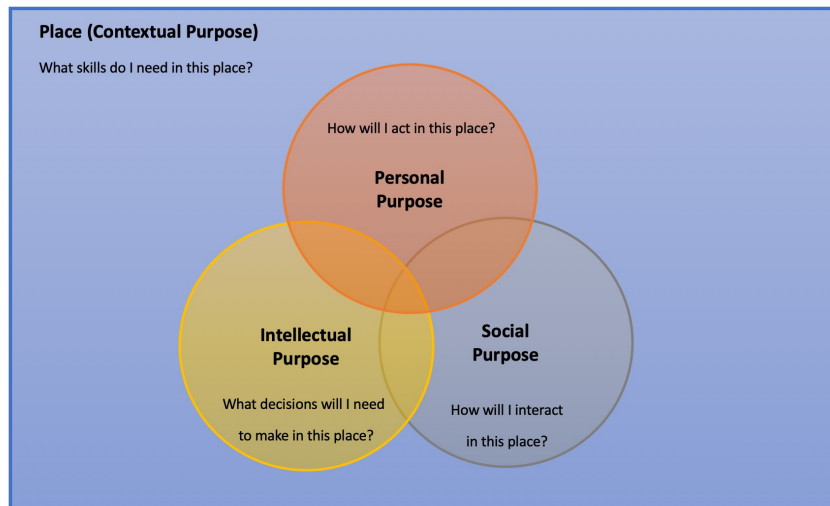 Place (Contextual Purpose)
What skills do I need in this place?
How will I act in this place?
Personal
Purpose
Intellectual
Purpose
What decisions will I need
to make in this place?
Social
Purpose
How will I interact
in this place?